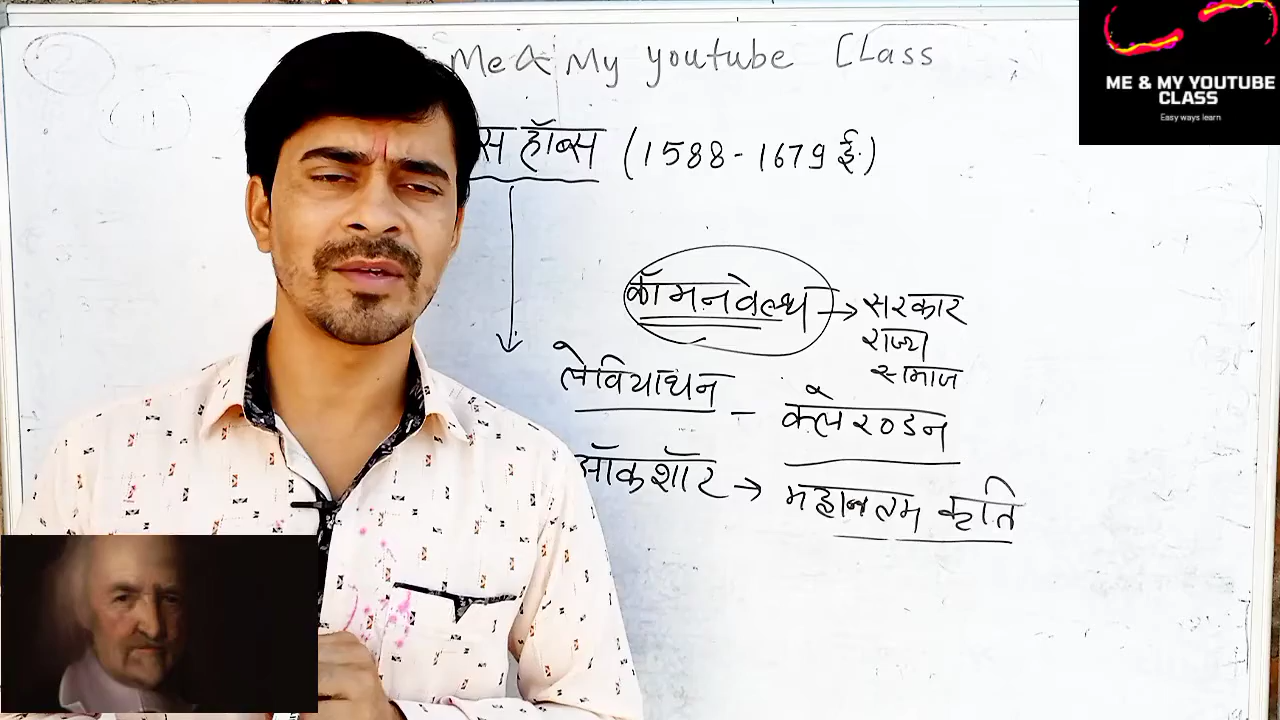 Me & My youtube Class
ME & MY YOUTUBE
CLASS
Easy ways learn
स हॉब्स (1588-1679 ई.)
कॉमनवेल्थ → सरकार
राज्य
समाज
लेवियाथन - क्लेरेण्डन
ऑकशॉट → महानतम कृति